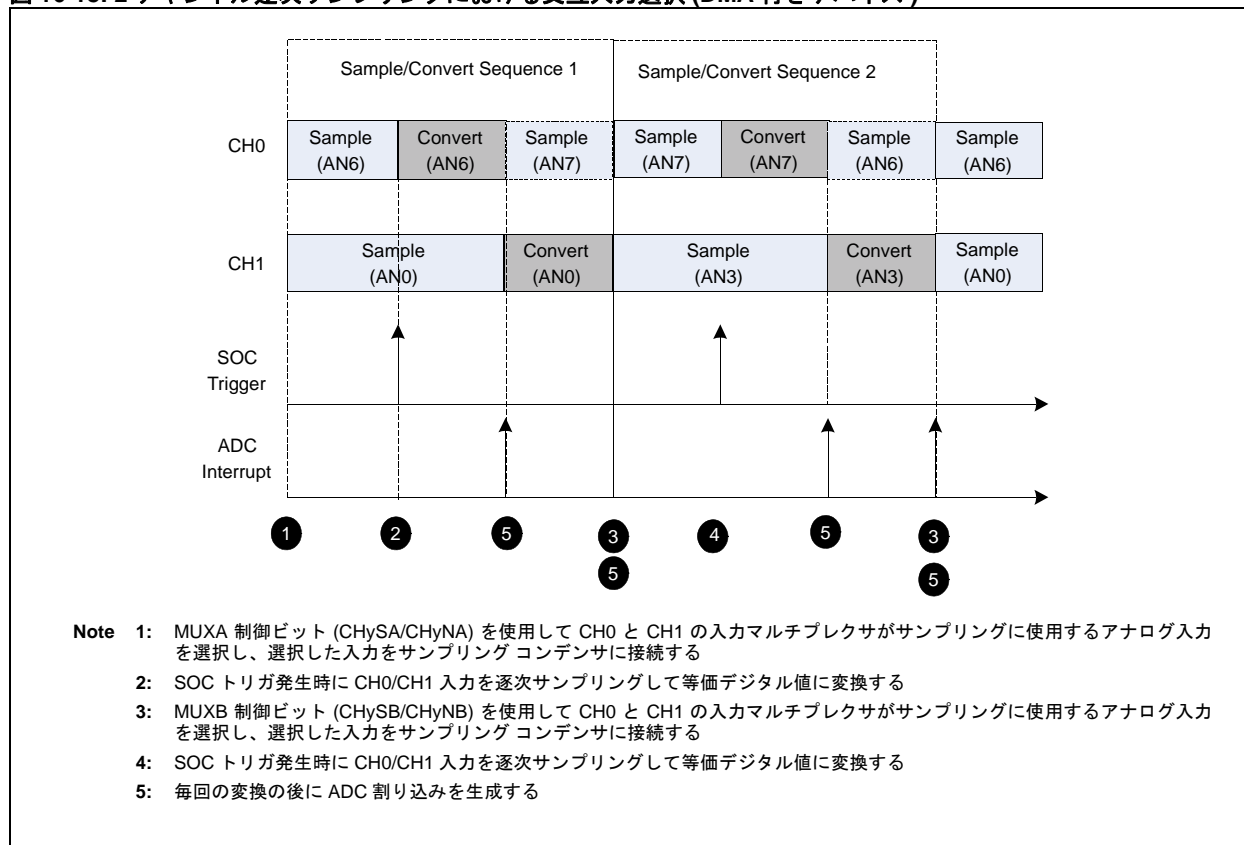 Sample/Convert Sequence 1
Sample/Convert Sequence 2
CH0
Sample
(AN6)
Convert
(AN6)
Sample
(AN7)
Sample
(AN7)
Convert
(AN7)
Sample
(AN6)
Sample
(AN6)
CH1
Sample
(AN0)
Convert
(AN0)
Sample
(AN3)
Convert
(AN3)
Sample
(AN0)
SOC
Trigger
ADC
Interrupt
1 2 5 3 4 5 3
5 5
Note 1: MUXA 制御ビット (CHySA/CHyNA) を使用して CH0 と CH1 の入力マルチプレクサがサンプリングに使用するアナログ入力
を選択し、選択した入力をサンプリング コンデンサに接続する
2: SOC トリガ発生時に CH0/CH1 入力を逐次サンプリングして等価デジタル値に変換する
3: MUXB 制御ビット (CHySB/CHyNB) を使用して CH0 と CH1 の入力マルチプレクサがサンプリングに使用するアナログ入力
を選択し、選択した入力をサンプリング コンデンサに接続する
4: SOC トリガ発生時に CH0/CH1 入力を逐次サンプリングして等価デジタル値に変換する
5: 毎回の変換の後に ADC 割り込みを生成する